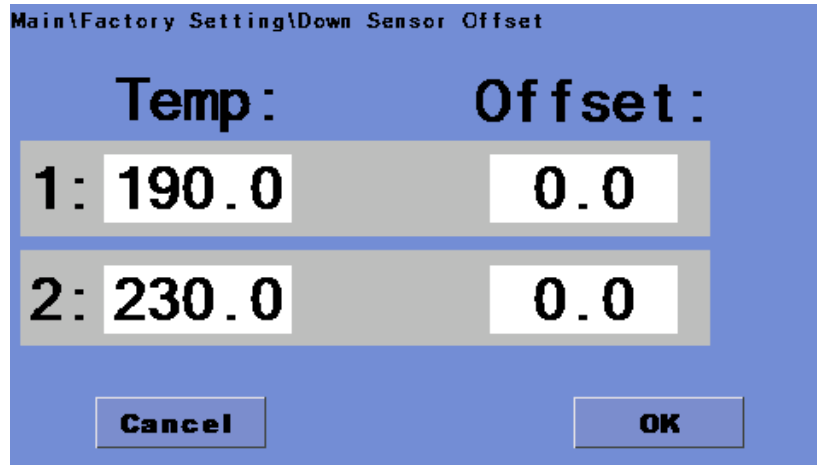 Main\Factory Setting\Down Sensor Offset
Temp: Offset:
1: 190.0 0.0
2: 230.0 0.0
Cancel OK